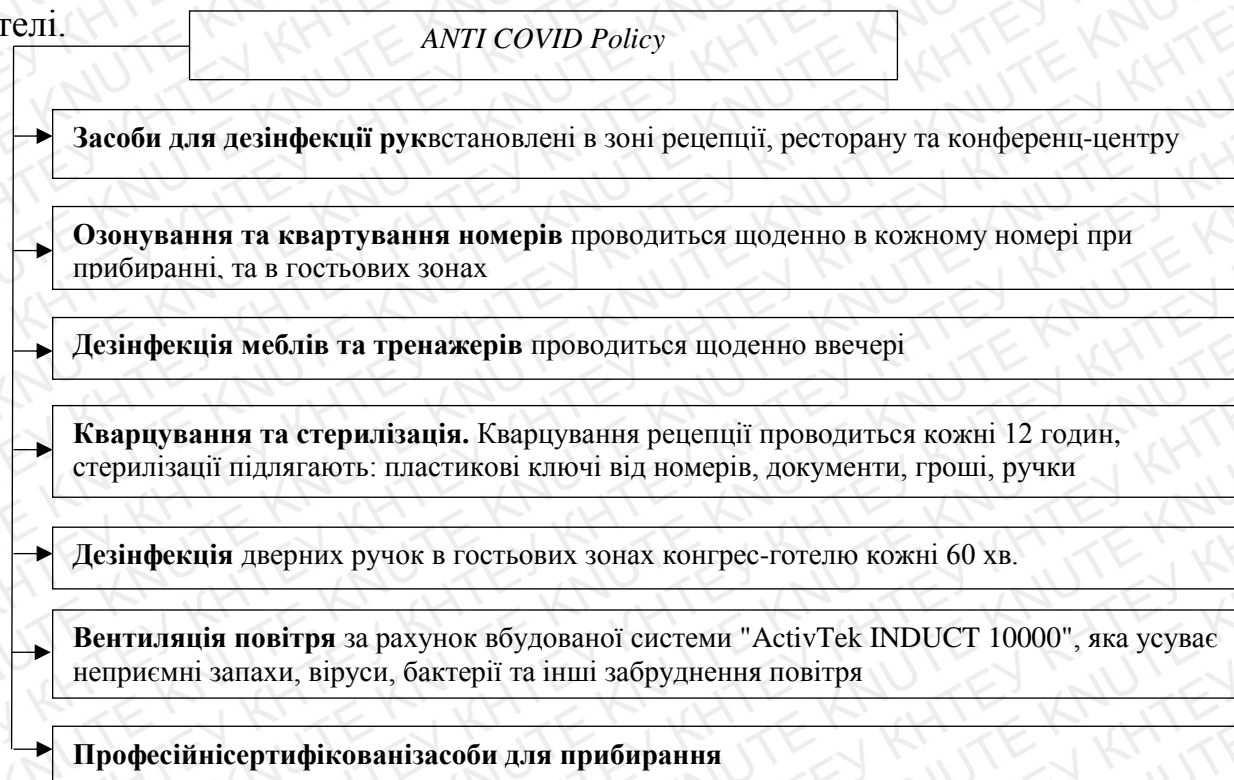 телі.
ANTI COVID Policy
Засоби для дезінфекції руквстановлені в зоні рецепції, ресторану та конференц-центру
Озонування та квартування номерів проводиться щоденно в кожному номері при
прибиранні, та в гостьових зонах
Дезінфекція меблів та тренажерів проводиться щоденно ввечері
Кварцування та стерилізація. Кварцування рецепції проводиться кожні 12 годин,
стерилізації підлягають: пластикові ключі від номерів, документи, гроші, ручки
Дезінфекція дверних ручок в гостьових зонах конгрес-готелю кожні 60 хв.
Вентиляція повітря за рахунок вбудованої системи "ActivTek INDUCT 10000", яка усуває
неприємні запахи, віруси, бактерії та інші забруднення повітря
Професійнісертифікованізасоби для прибирання